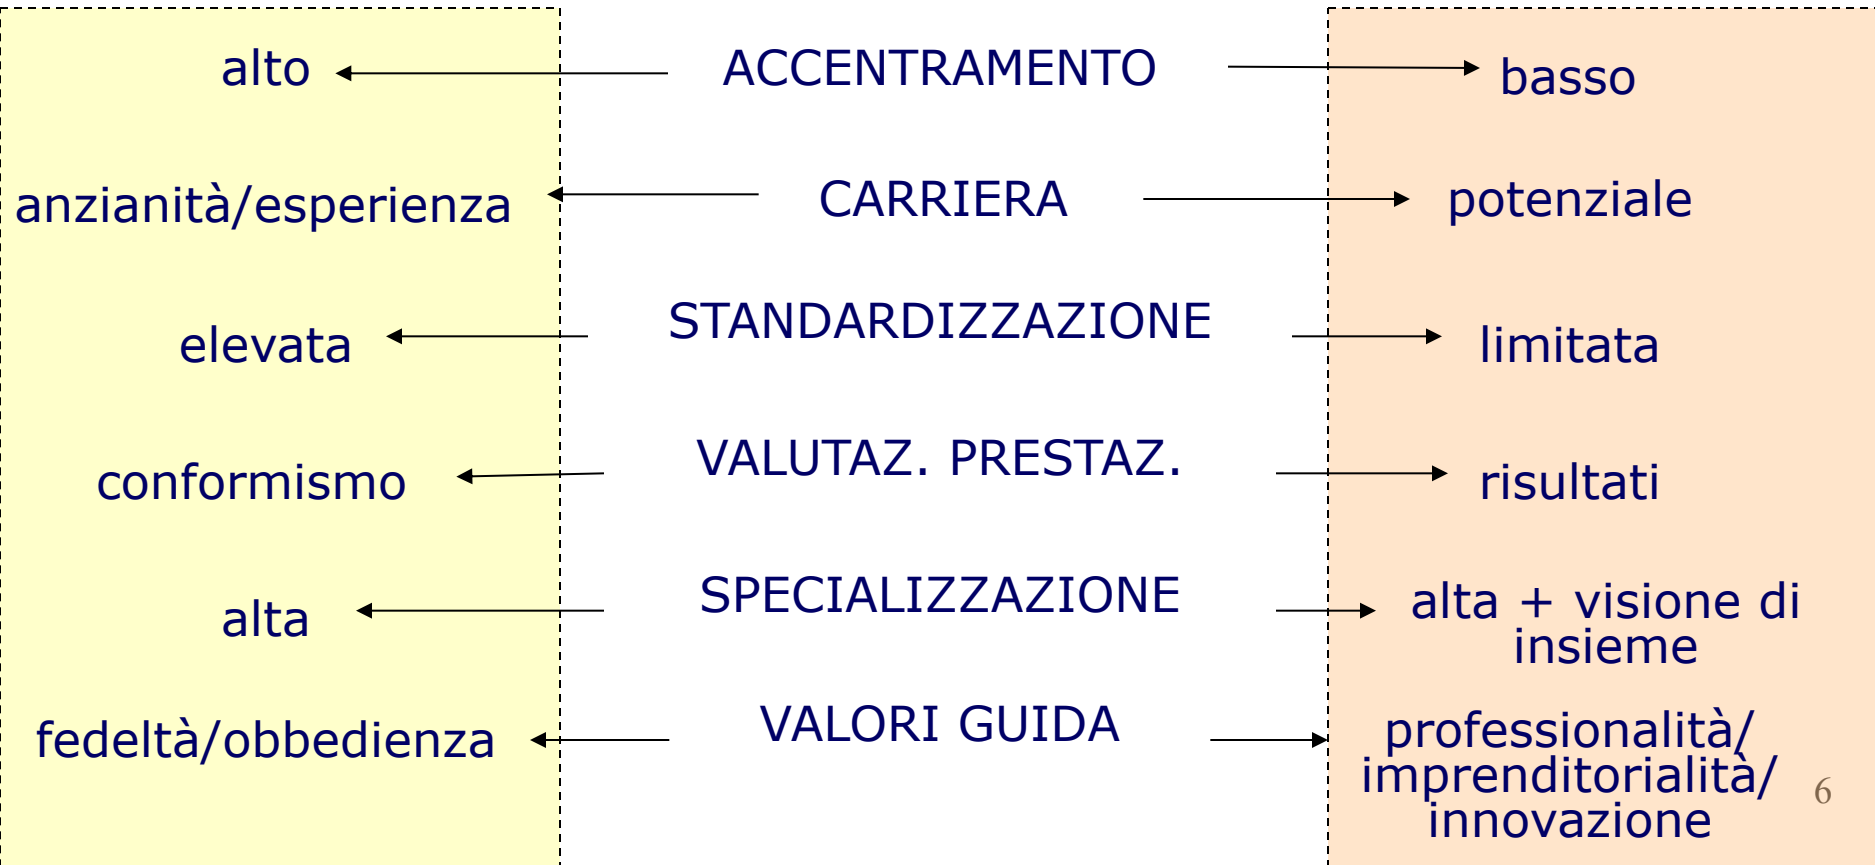 alto ACCENTRAMENTO basso
anzianità/esperienza CARRIERA potenziale
elevata STANDARDIZZAZIONE limitata
conformismo VALUTAZ. PRESTAZ. risultati
alta SPECIALIZZAZIONE alta + visione di
insieme
fedeltà/obbedienza VALORI GUIDA professionalità/
imprenditorialità/
innovazione
6